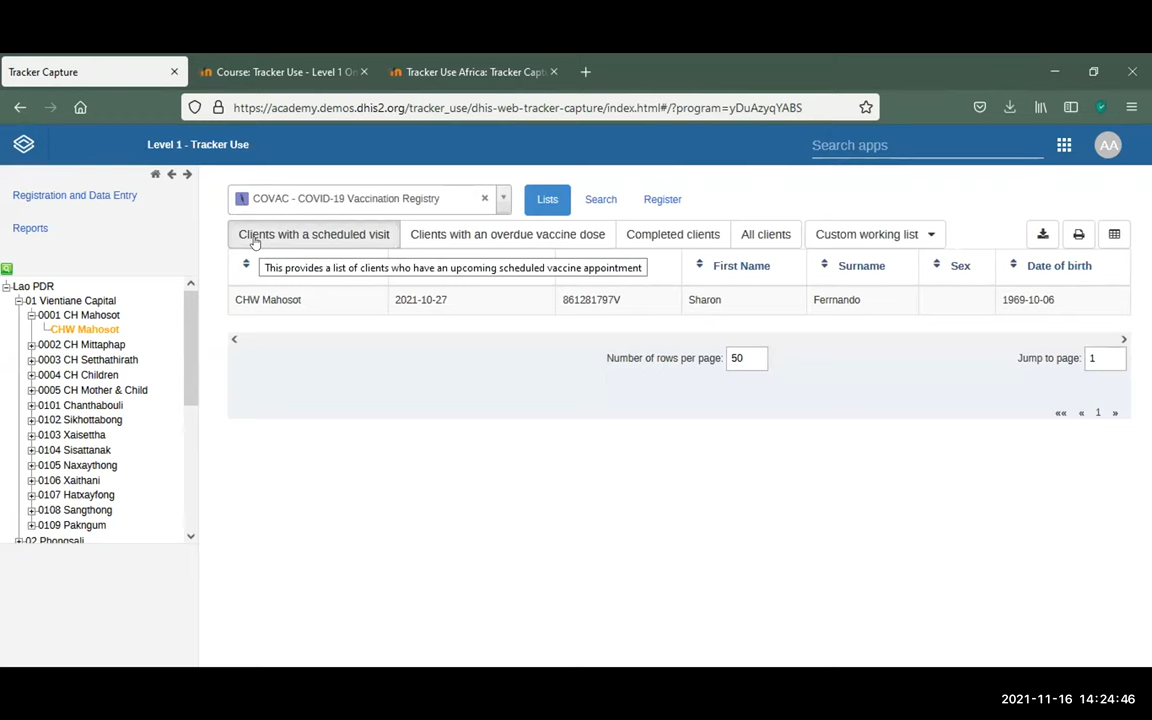 Tracker Capture
Course: Tracker Use - Level 1 On
Tracker Use Africa: Tracker Capt
https://academy.demos.dhis2.org/tracker_use/dhis-web-tracker-capture/index.html#/?program=yDuAzyqYABS
Level 1 - Tracker Use
Search apps
AA
Registration and Data Entry
Reports
COVAC - COVID-19 Vaccination Registry
Lists
Search
Register
Clients with a scheduled visit
Clients with an overdue vaccine dose
Completed clients
All clients
Custom working list
This provides a list of clients who have an upcoming scheduled vaccine appointment
First Name
Surname
Sex
Date of birth
CHW Mahosot
2021-10-27
861281797V
Sharon
Fernando
1969-10-06
Number of rows per page: 50
Jump to page: 1
«« « 1 »
Lao PDR
01 Vientiane Capital
0001 CH Mahosot
CHW Mahosot
0002 CH Mittaphap
0003 CH Setthathirath
0004 CH Children
0005 CH Mother & Child
0101 Chanthabouli
0102 Sikhottabong
0103 Xaisettha
0104 Sisattanak
0105 Naxaythong
0106 Xaithani
0107 Hatxayfong
0108 Sangthong
0109 Pakngum
02 Phongsali
2021-11-16 14:24:46